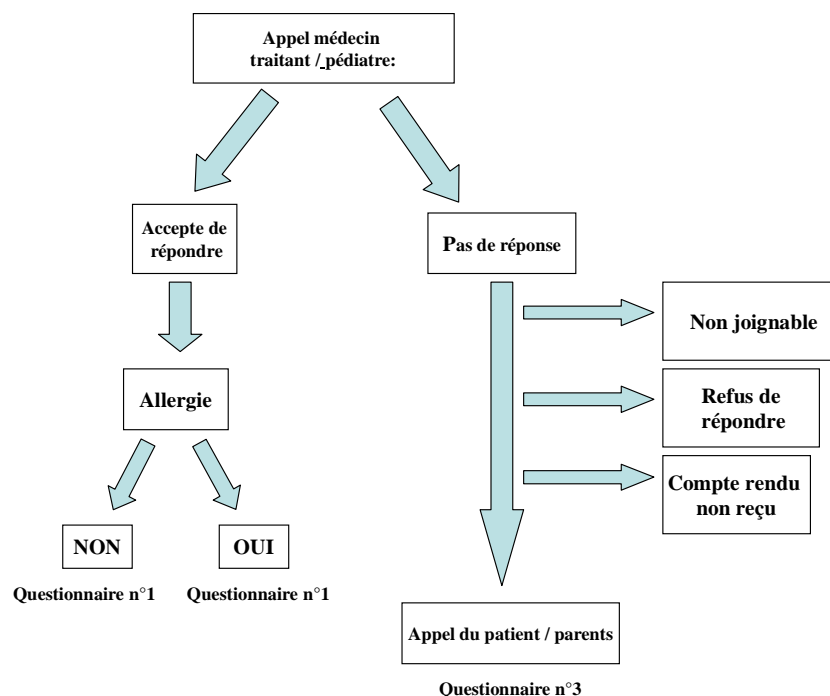 Appel médecin
traitant / pédiatre:
Accepte de
répondre
Pas de réponse
Non joignable
Allergie
Refus de
répondre
Compte rendu
non reçu
NON
OUI
Questionnaire n°1
Questionnaire n°1
Appel du patient / parents
Questionnaire n°3